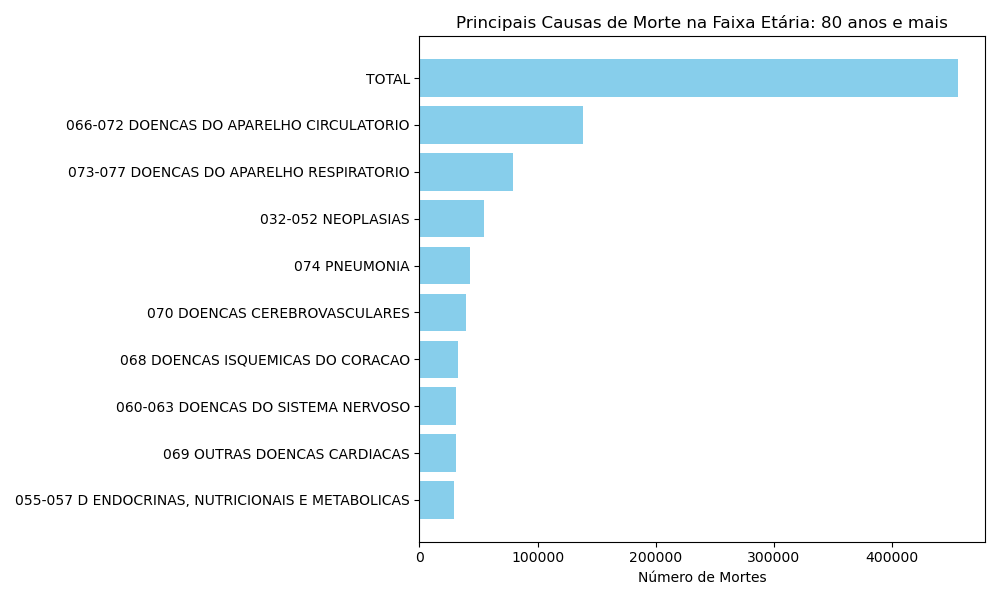 Principais Causas de Morte na Faixa Etária: 80 anos e mais
TOTAL
066-072 DOENCAS DO APARELHO CIRCULATORIO
073-077 DOENCAS DO APARELHO RESPIRATORIO
032-052 NEOPLASIAS
074 PNEUMONIA
070 DOENCAS CEREBROVASCULARES
068 DOENCAS ISQUEMICAS DO CORACAO
060-063 DOENCAS DO SISTEMA NERVOSO
069 OUTRAS DOENCAS CARDIACAS
055-057 D ENDOCRINAS, NUTRICIONAIS E METABOLICAS
0 100000 200000 300000 400000
Número de Mortes